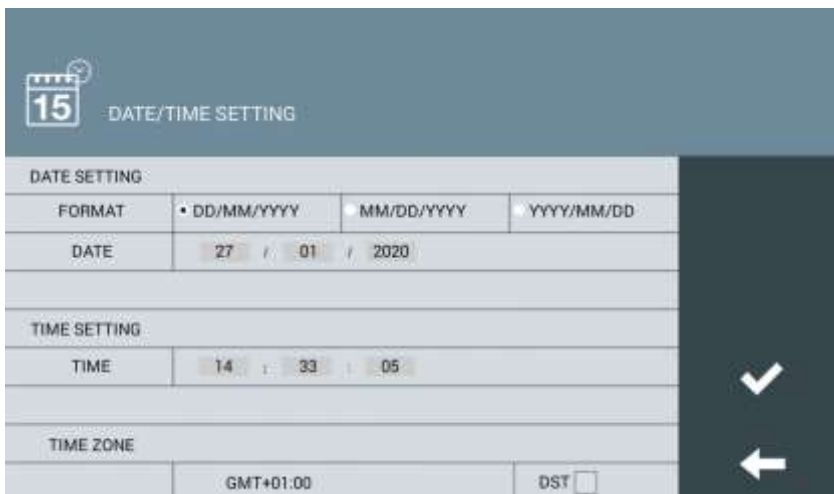 15
DATE/TIME SETTING
DATE SETTING
FORMAT • DD/MM/YYYY MM/DD/YYYY YYYY/MM/DD
DATE 27 / 01 / 2020
TIME SETTING
TIME 14 : 33 : 05
TIME ZONE
GMT+01:00 DST